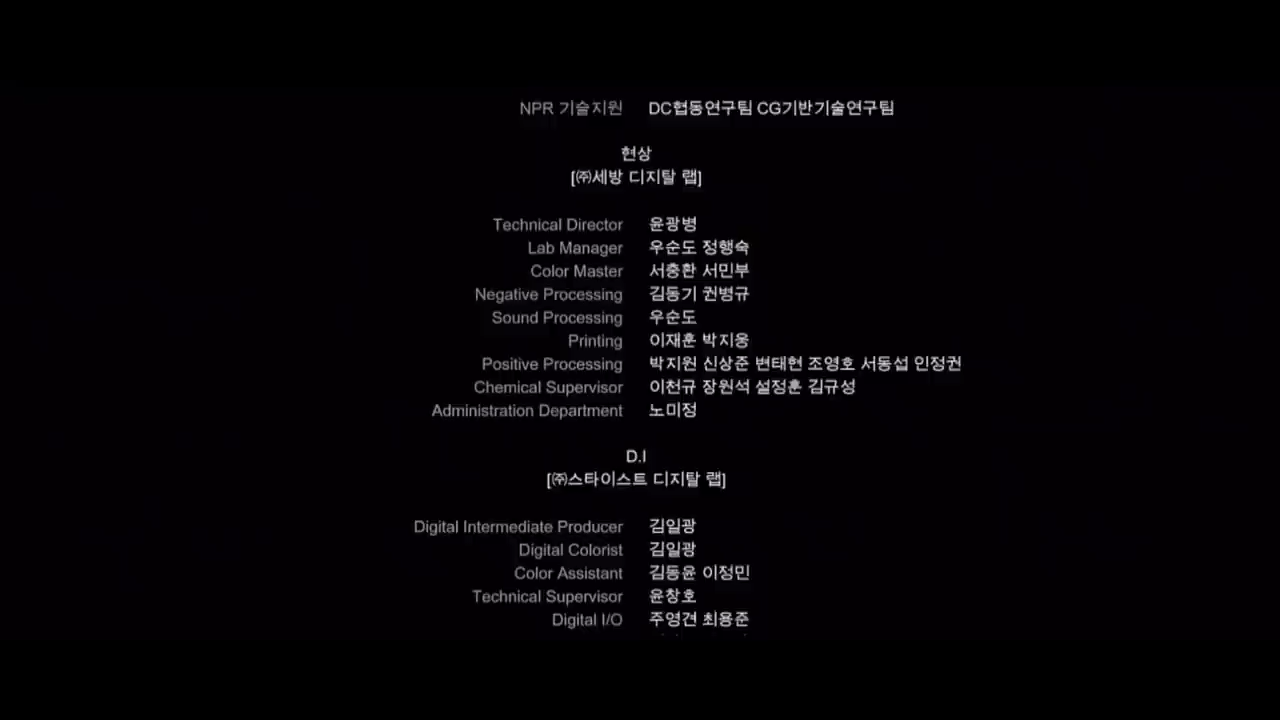 NPR 기술지원 DC협동연구팀 CG기반기술연구팀
현상
[㈜세방 디지탈 랩]
Technical Director 윤광병
Lab Manager 우순도 정행숙
Color Master 서충환 서민부
Negative Processing 김동기 권병규
Sound Processing 우순도
Printing 이재훈 박지웅
Positive Processing 박지원 신상준 변태현 조영호 서동섭 인정권
Chemical Supervisor 이천규 장원석 설정훈 김규성
Administration Department 노미정
D.I
[㈜스타이스트 디지탈 랩]
Digital Intermediate Producer 김일광
Digital Colorist 김일광
Color Assistant 김동윤 이정민
Technical Supervisor 윤창호
Digital I/O 주영견 최용준